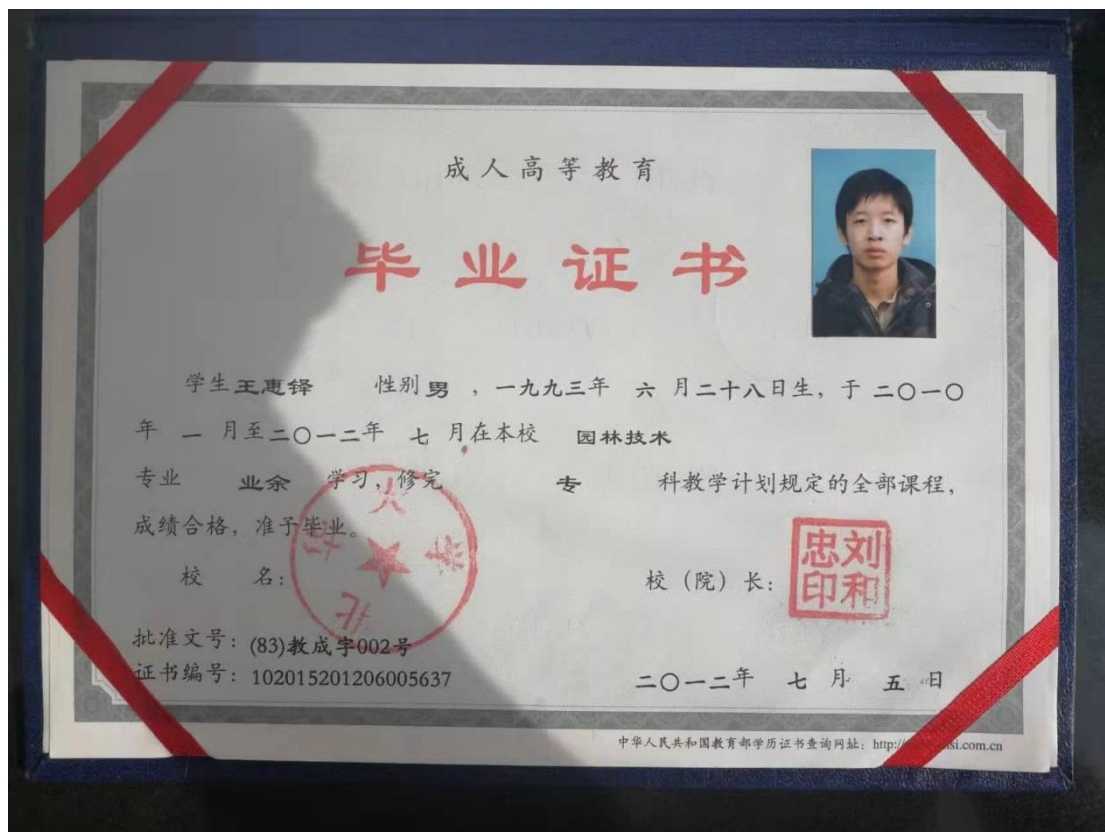 成人高等教育
毕业证书
学生 王惠铎 性别 男 ，一九九三年 六 月二十八日生，于 二〇一〇
年 一 月至二〇一二年 七 月在本校 园林技术
专业 业余 学习，修完 专 科教学计划规定的全部课程，
成绩合格，准予毕业。
北 大学
校 名：
校（院）长：
刘和忠印
批准文号：(83)教成字002号
证书编号：102015201206005637
二〇一二年 七 月 五 日
中华人民共和国教育部学历证书查询网址：http:// si.com.cn